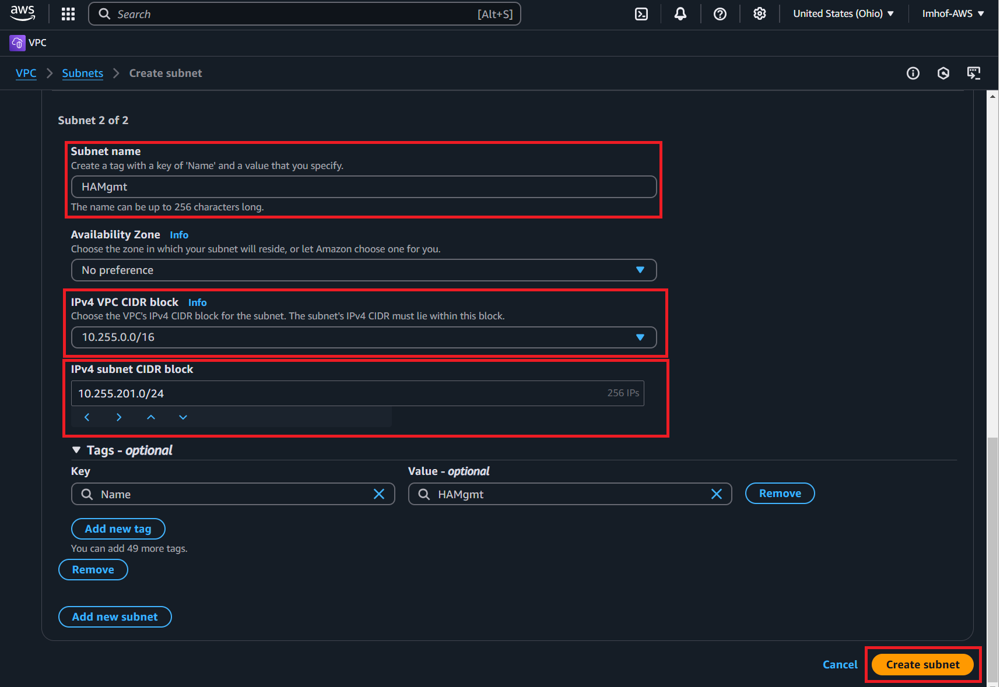 aws
Search [Alt+S]
United States (Ohio)
Imhof-AWS
VPC
VPC
Subnets
Create subnet
Subnet 2 of 2
Subnet name
Create a tag with a key of 'Name' and a value that you specify.
HAMgmt
The name can be up to 256 characters long.
Availability Zone Info
Choose the zone in which your subnet will reside, or let Amazon choose one for you.
No preference
IPv4 VPC CIDR block Info
Choose the VPC's IPv4 CIDR block for the subnet. The subnet's IPv4 CIDR must lie within this block.
10.255.0.0/16
IPv4 subnet CIDR block
10.255.201.0/24 256 IPs
Tags - optional
Key Value - optional
Name HAMgmt Remove
Add new tag
You can add 49 more tags.
Remove
Add new subnet
Cancel Create subnet